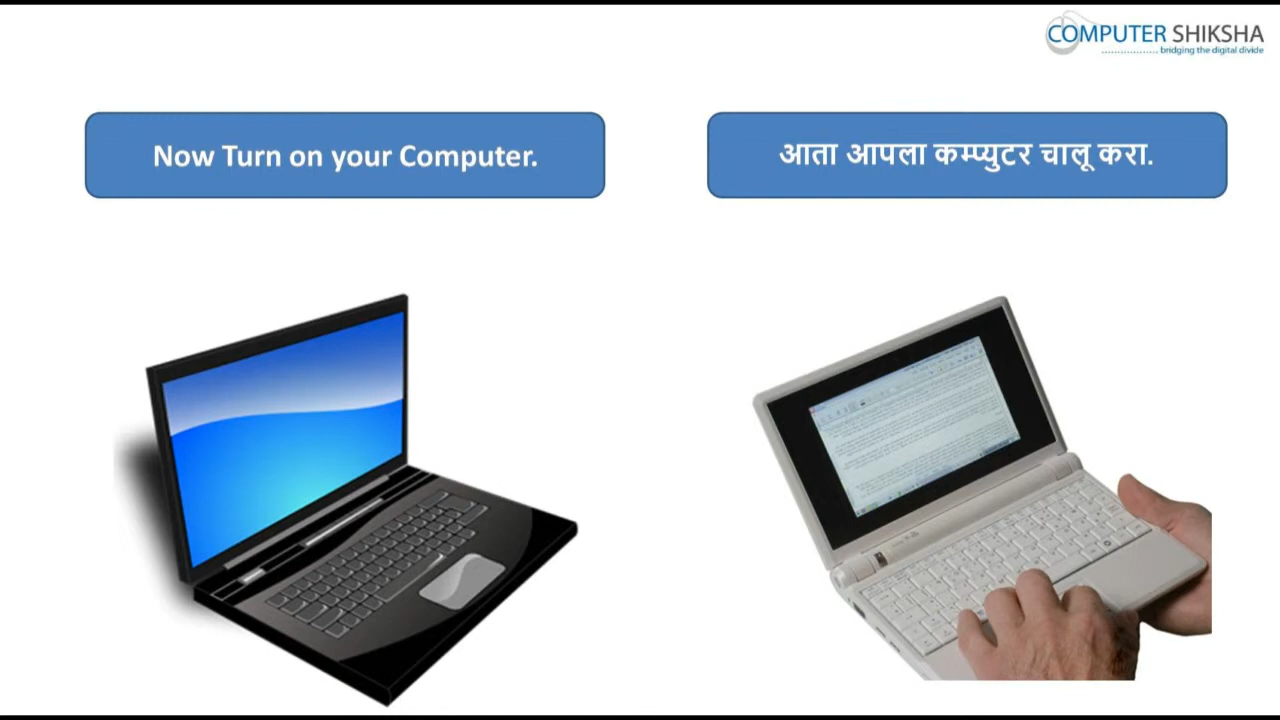 COMPUTER SHIKSHA
bridging the digital divide
Now Turn on your Computer.
आता आपला कम्प्युटर चालू करा.